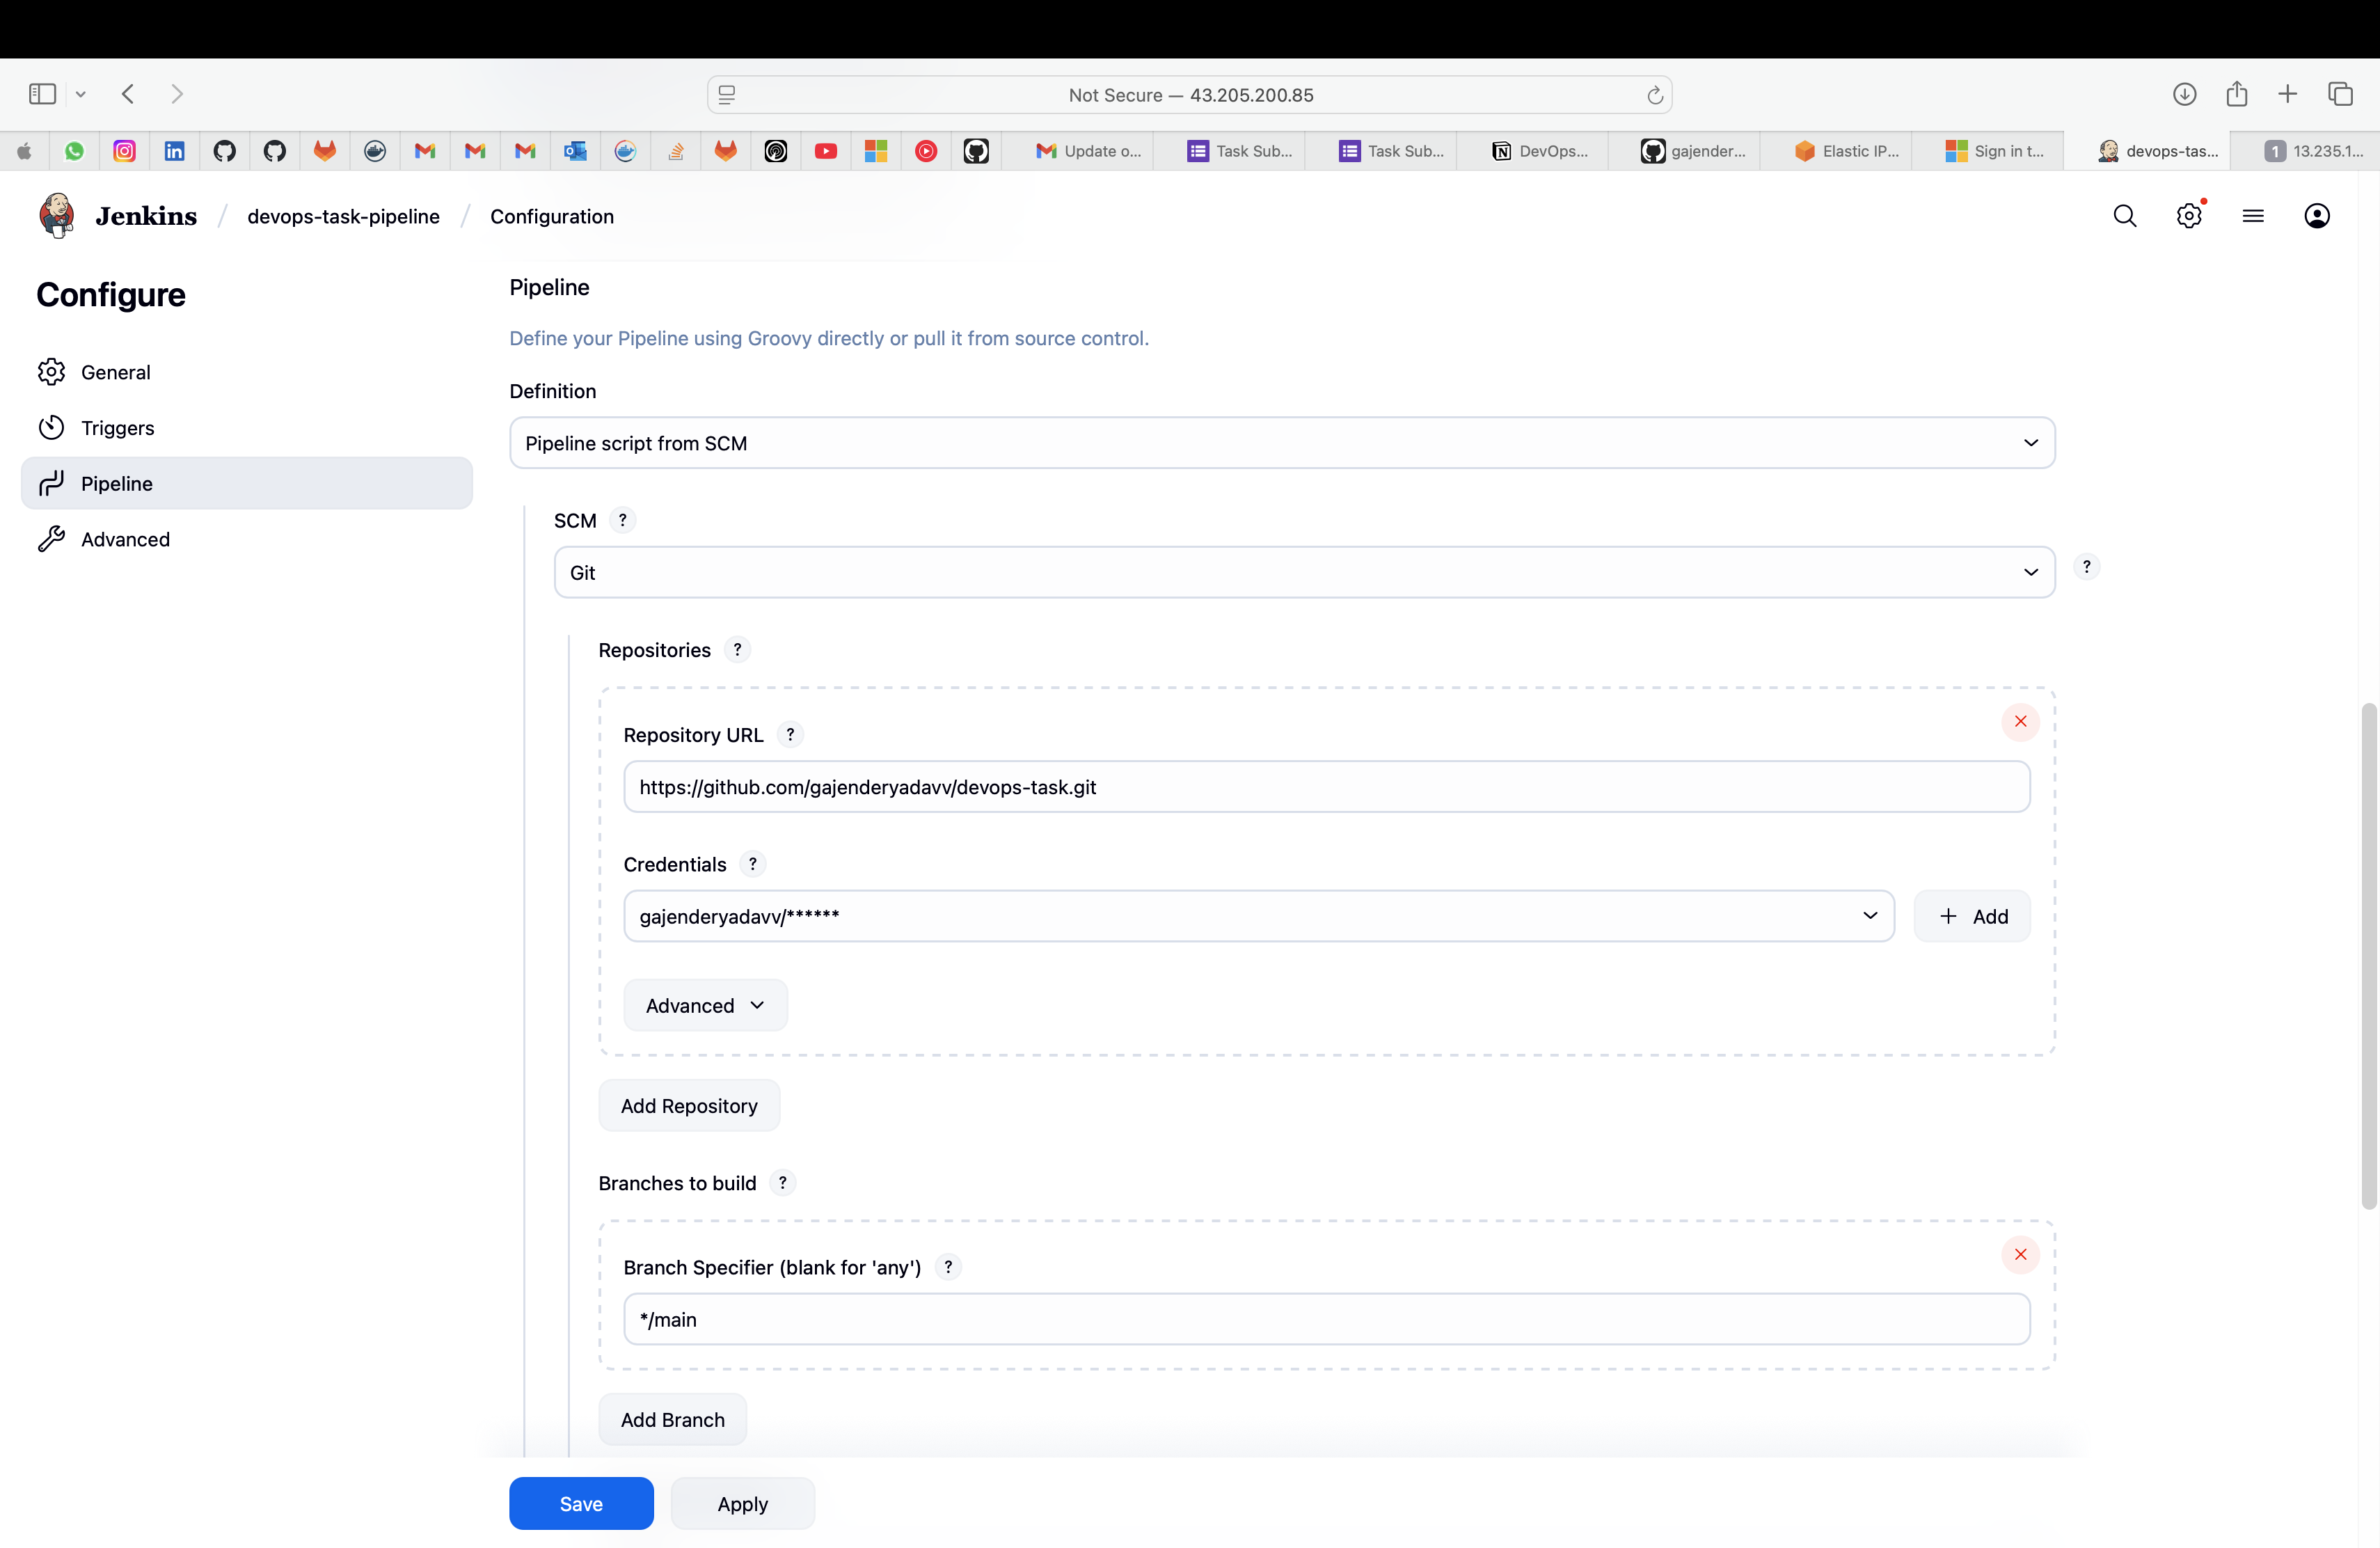 Not Secure — 43.205.200.85
Update o... Task Sub... Task Sub... DevOps... gajender... Elastic IP... Sign in t... devops-tas... 1 13.235.1...
Jenkins / devops-task-pipeline / Configuration
Configure
General
Triggers
Pipeline
Advanced
Pipeline
Define your Pipeline using Groovy directly or pull it from source control.
Definition
Pipeline script from SCM
SCM ?
Git
?
Repositories ?
Repository URL ?
https://github.com/gajenderyadavv/devops-task.git
Credentials ?
gajenderyadavv/******
+ Add
Advanced
Add Repository
Branches to build ?
Branch Specifier (blank for 'any') ?
*/main
Add Branch
Save
Apply